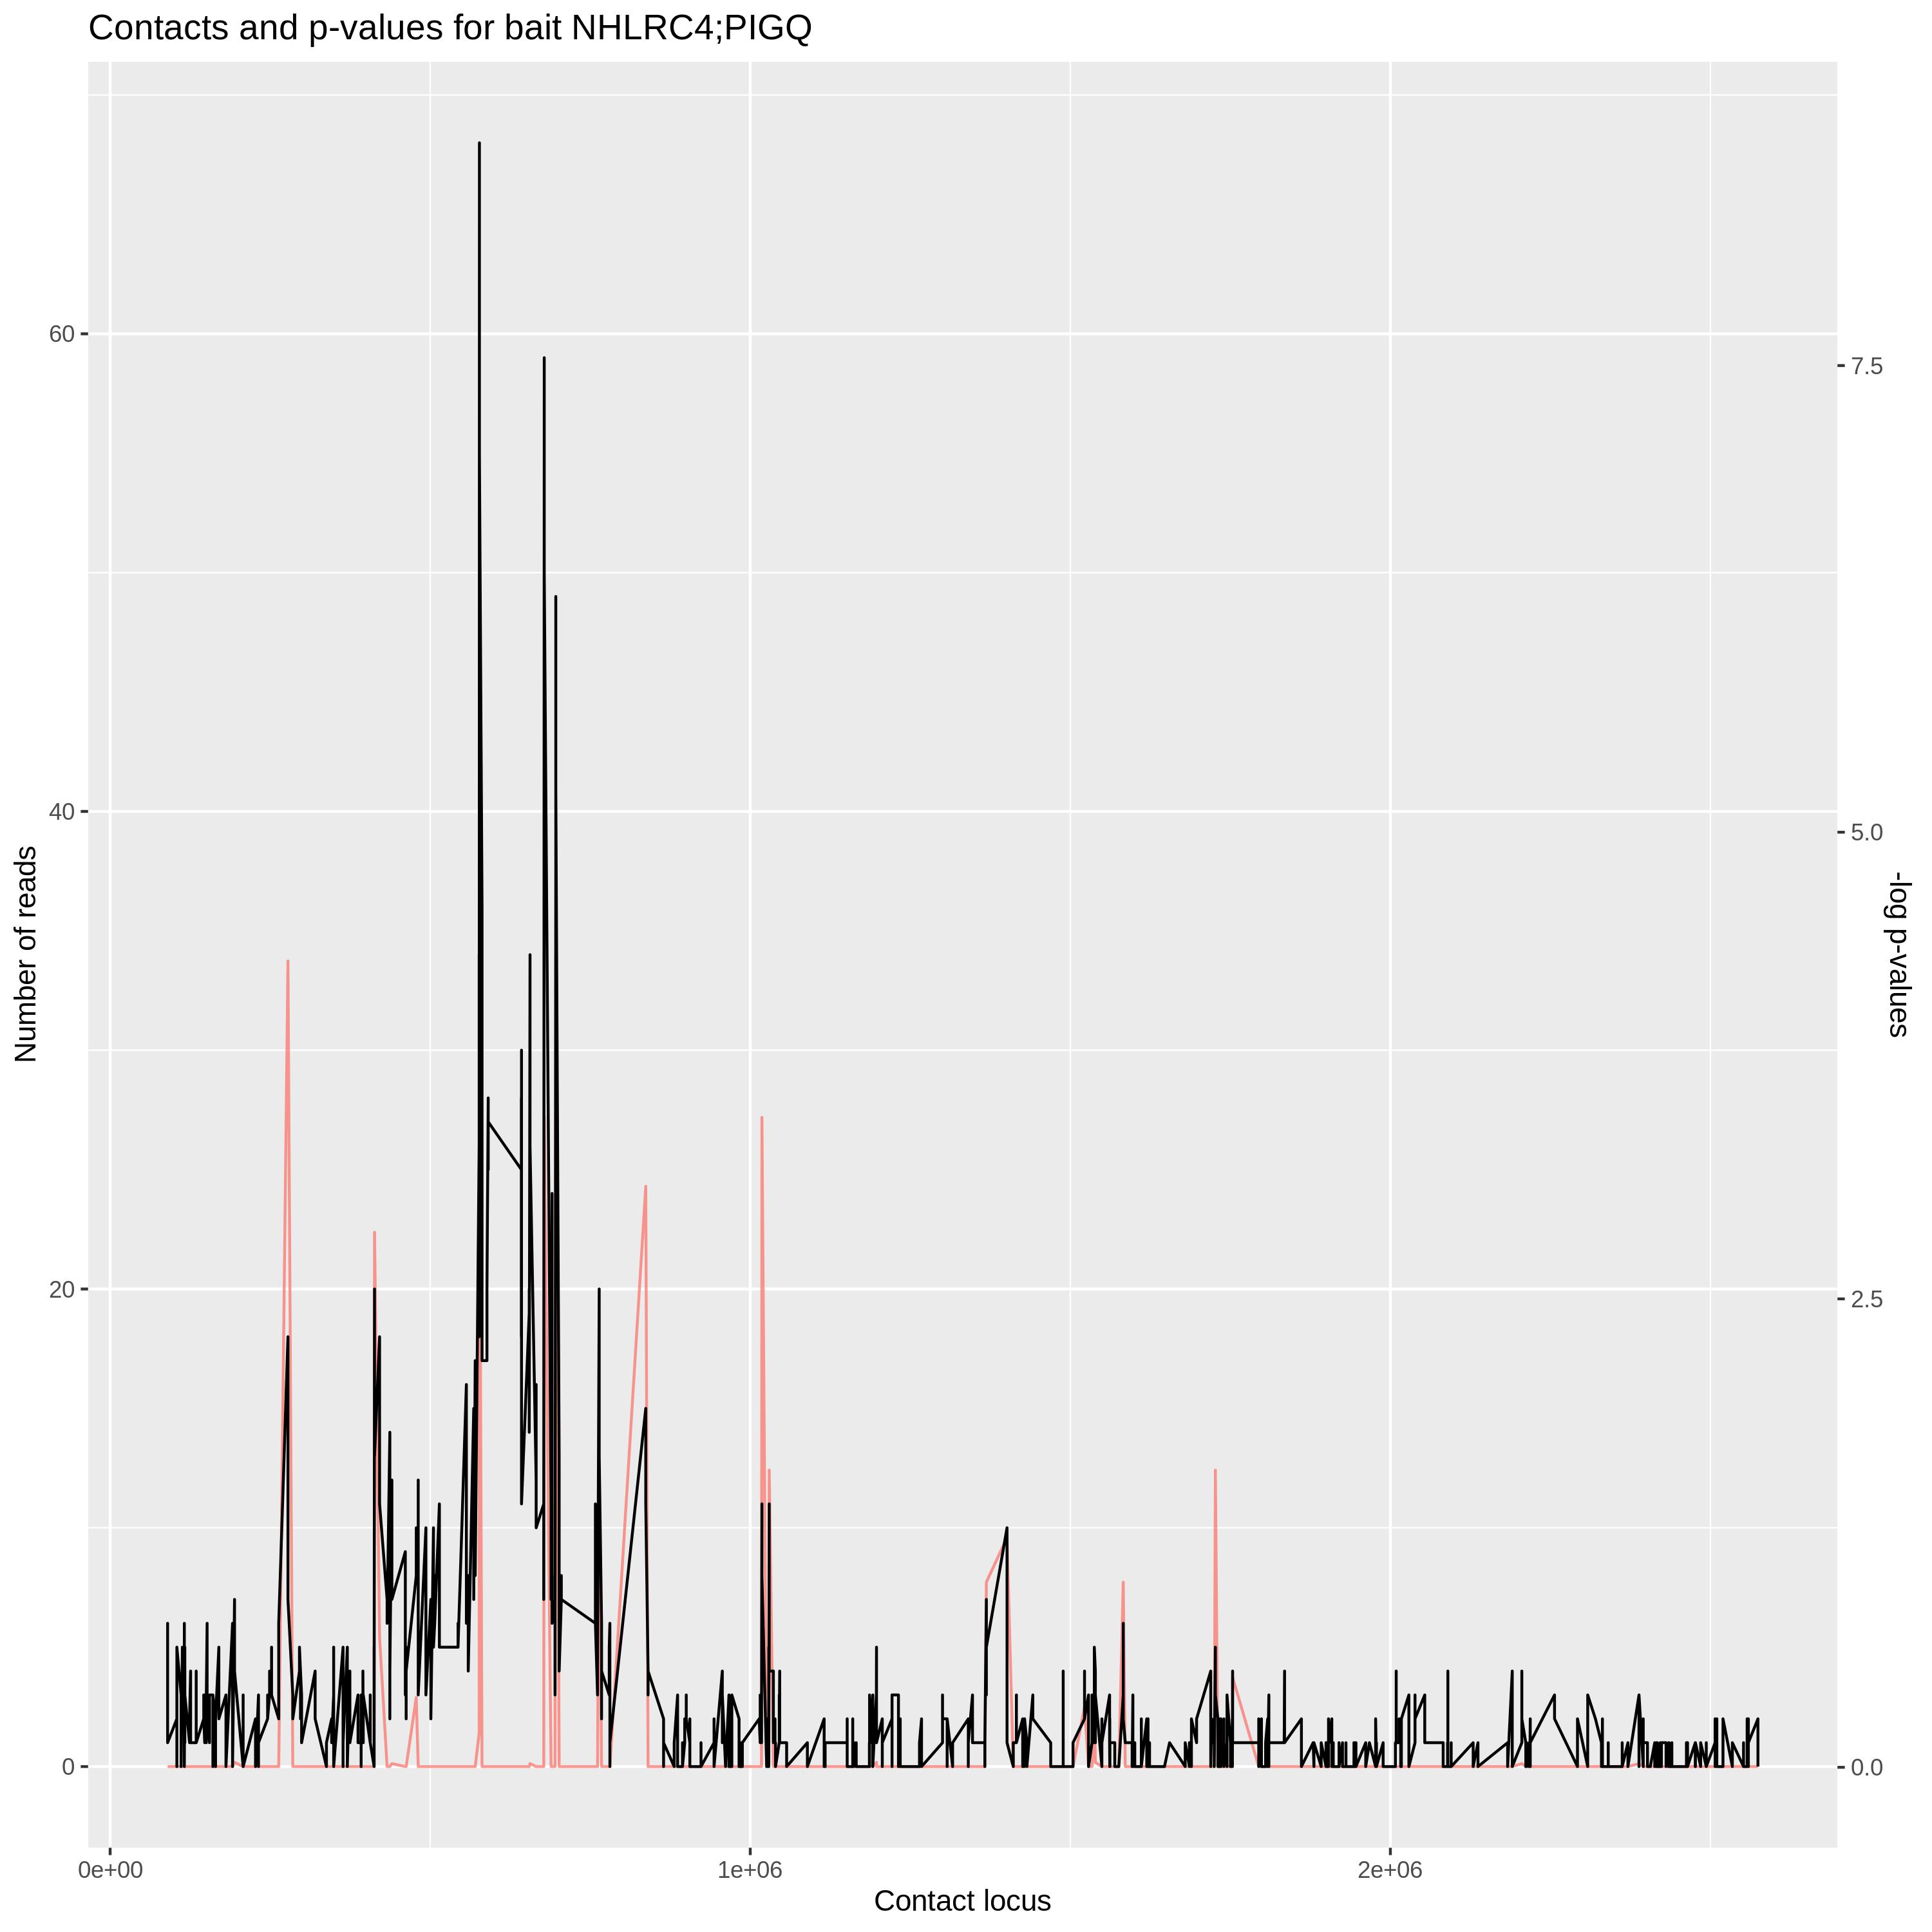 Contacts and p-values for bait NHLRC4;PIGQ
60
40
20
0
7.5
5.0
2.5
0.0
Number of reads
-log p-values
0e+00
1e+06
2e+06
Contact locus